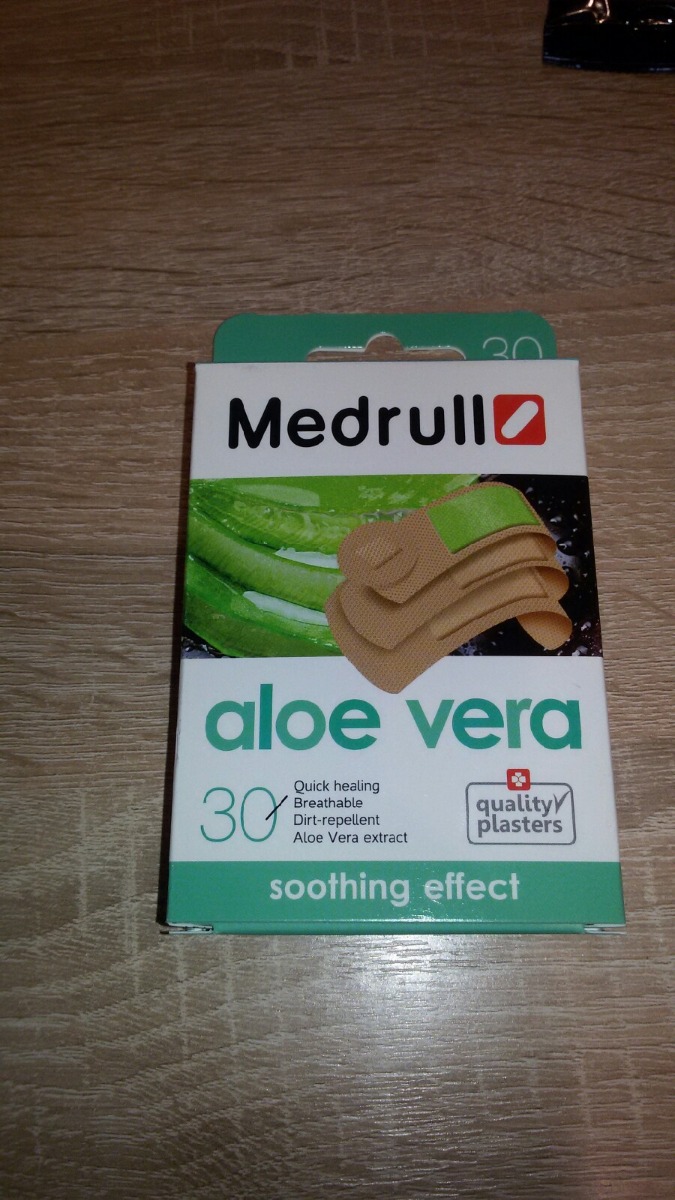 30
Medrull
aloe vera
30
Quick healing
Breathable
Dirt-repellent
Aloe Vera extract
quality
plasters
soothing effect